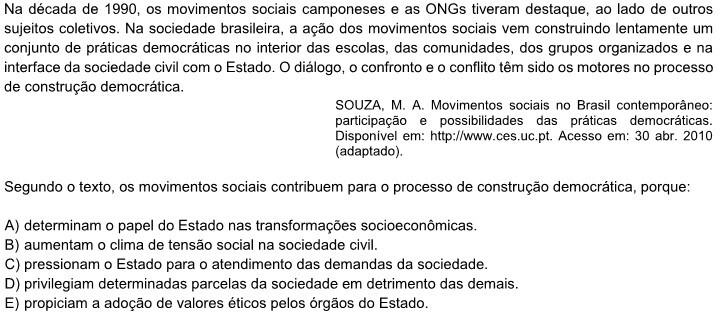 Na década de 1990, os movimentos sociais camponeses e as ONGs tiveram destaque, ao lado de outros
sujeitos coletivos. Na sociedade brasileira, a ação dos movimentos sociais vem construindo lentamente um
conjunto de práticas democráticas no interior das escolas, das comunidades, dos grupos organizados e na
interface da sociedade civil com o Estado. O diálogo, o confronto e o conflito têm sido os motores no processo
de construção democrática.
SOUZA, M. A. Movimentos sociais no Brasil contemporâneo:
participação e possibilidades das práticas democráticas.
Disponível em: http://www.ces.uc.pt. Acesso em: 30 abr. 2010
(adaptado).
Segundo o texto, os movimentos sociais contribuem para o processo de construção democrática, porque:
A) determinam o papel do Estado nas transformações socioeconômicas.
B) aumentam o clima de tensão social na sociedade civil.
C) pressionam o Estado para o atendimento das demandas da sociedade.
D) privilegiam determinadas parcelas da sociedade em detrimento das demais.
E) propiciam a adoção de valores éticos pelos órgãos do Estado.